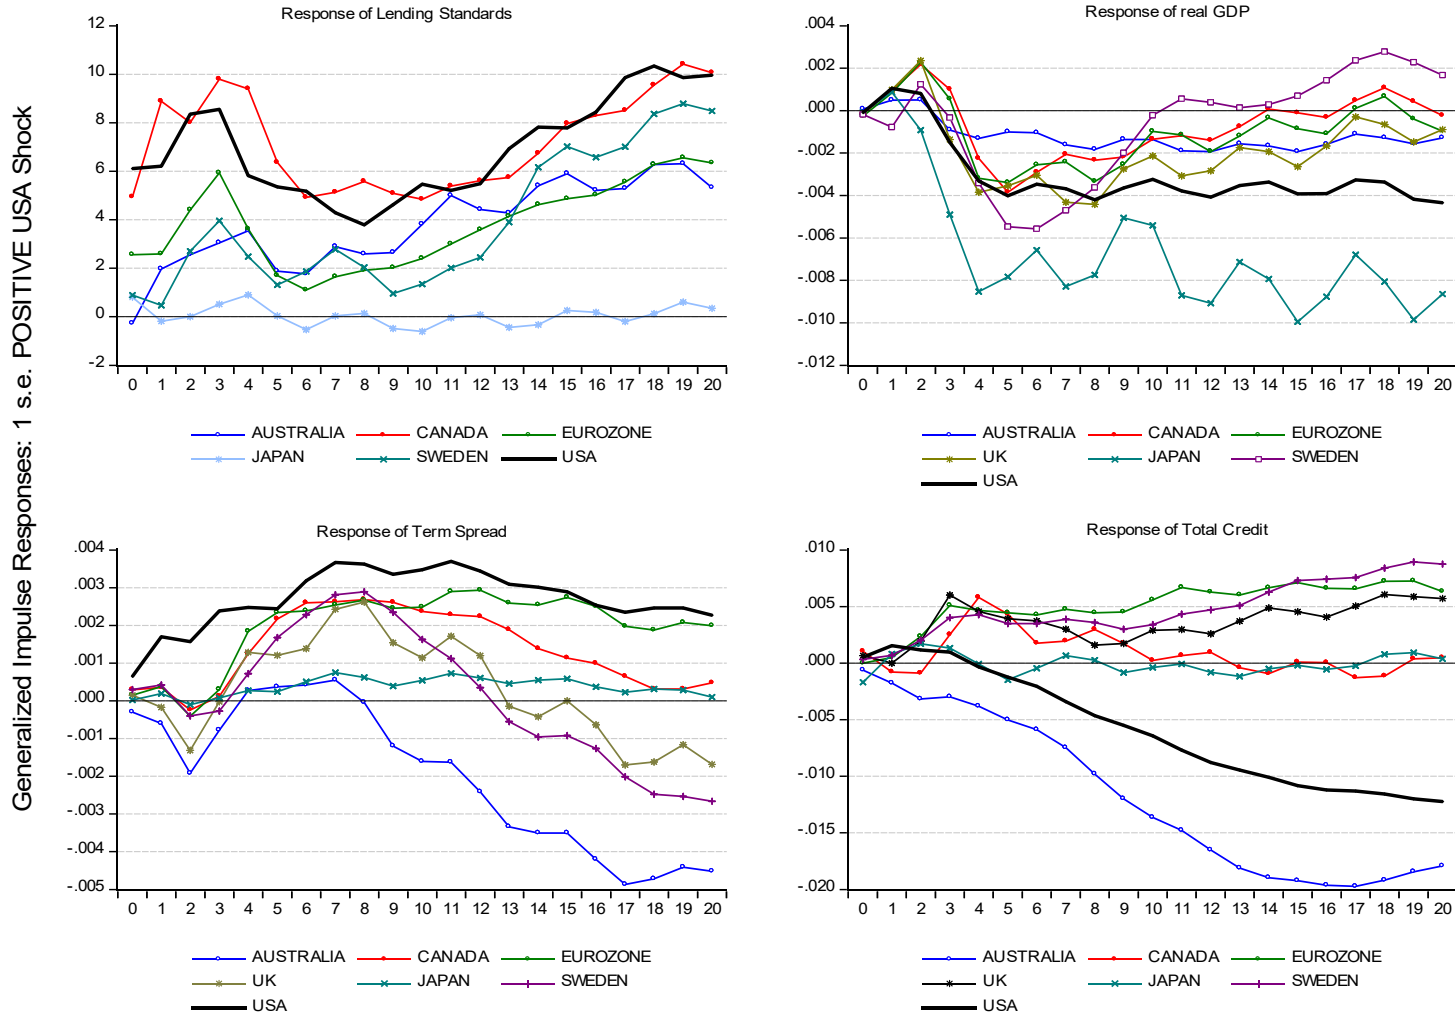 Generalized Impulse Responses: 1 s.e. POSITIVE USA Shock
Response of Lending Standards
12
10
8
6
4
2
0
-2
0 1 2 3 4 5 6 7 8 9 10 11 12 13 14 15 16 17 18 19 20
AUSTRALIA CANADA EUROZONE
JAPAN SWEDEN USA
Response of real GDP
.004
.002
.000
-.002
-.004
-.006
-.008
-.010
-.012
0 1 2 3 4 5 6 7 8 9 10 11 12 13 14 15 16 17 18 19 20
AUSTRALIA CANADA EUROZONE
UK JAPAN SWEDEN
USA
Response of Term Spread
.004
.003
.002
.001
.000
-.001
-.002
-.003
-.004
-.005
0 1 2 3 4 5 6 7 8 9 10 11 12 13 14 15 16 17 18 19 20
AUSTRALIA CANADA EUROZONE
UK JAPAN SWEDEN
USA
Response of Total Credit
.010
.005
.000
-.005
-.010
-.015
-.020
0 1 2 3 4 5 6 7 8 9 10 11 12 13 14 15 16 17 18 19 20
AUSTRALIA CANADA EUROZONE
UK JAPAN SWEDEN
USA